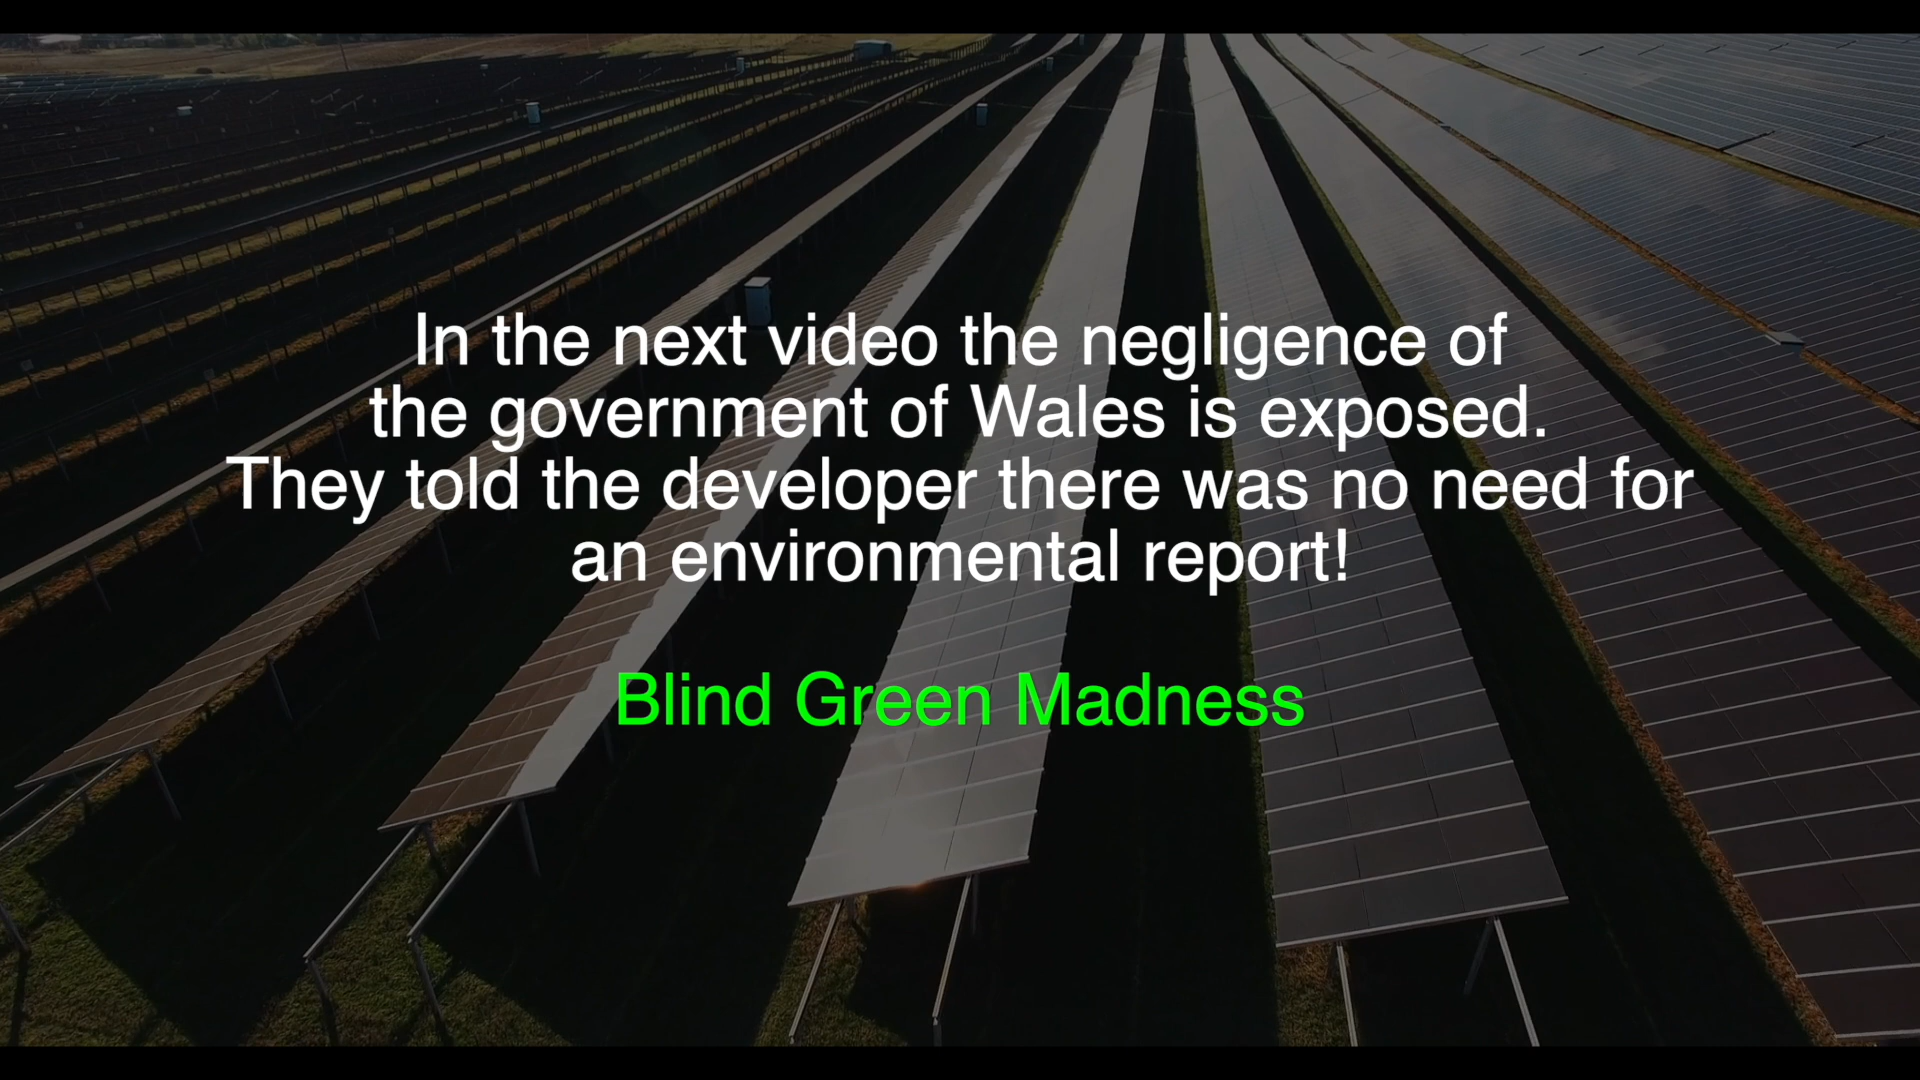 In the next video the negligence of
the government of Wales is exposed.
They told the developer there was no need for
an environmental report!
Blind Green Madness